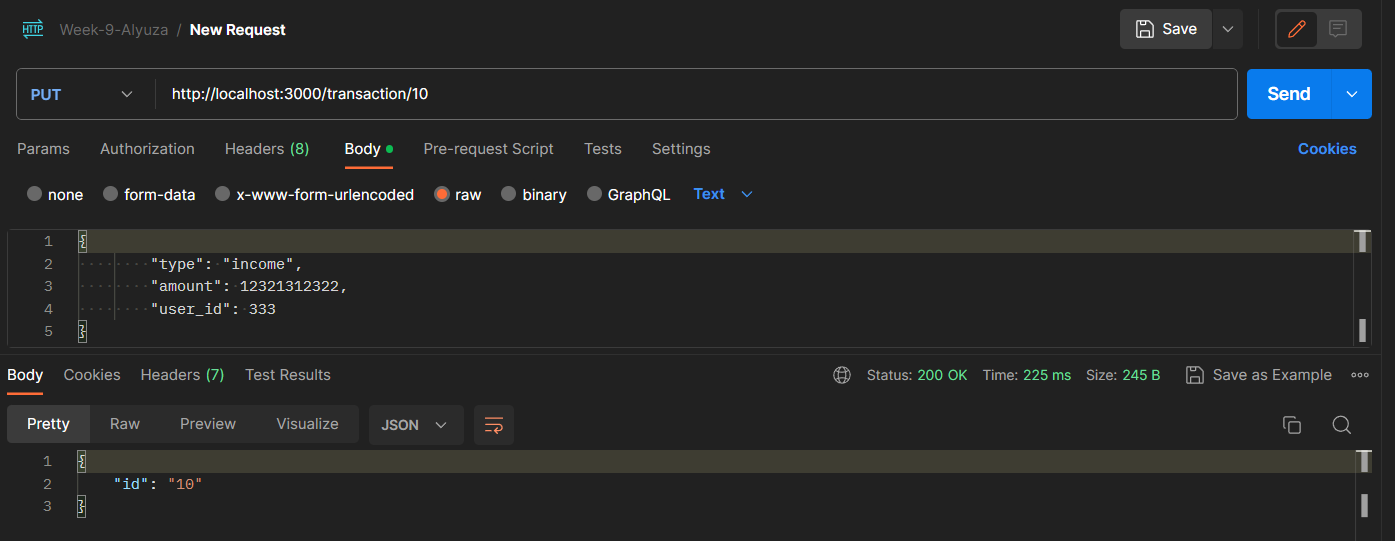 HTTP Week-9-Alyuza / New Request Save
PUT http://localhost:3000/transaction/10 Send
Params Authorization Headers (8) Body Pre-request Script Tests Settings Cookies
none form-data x-www-form-urlencoded raw binary GraphQL Text
1 {
2 "type": "income",
3 "amount": 12321312322,
4 "user_id": 333
5 }
Body Cookies Headers (7) Test Results Status: 200 OK Time: 225 ms Size: 245 B Save as Example
Pretty Raw Preview Visualize JSON
1 {
2 "id": "10"
3 }